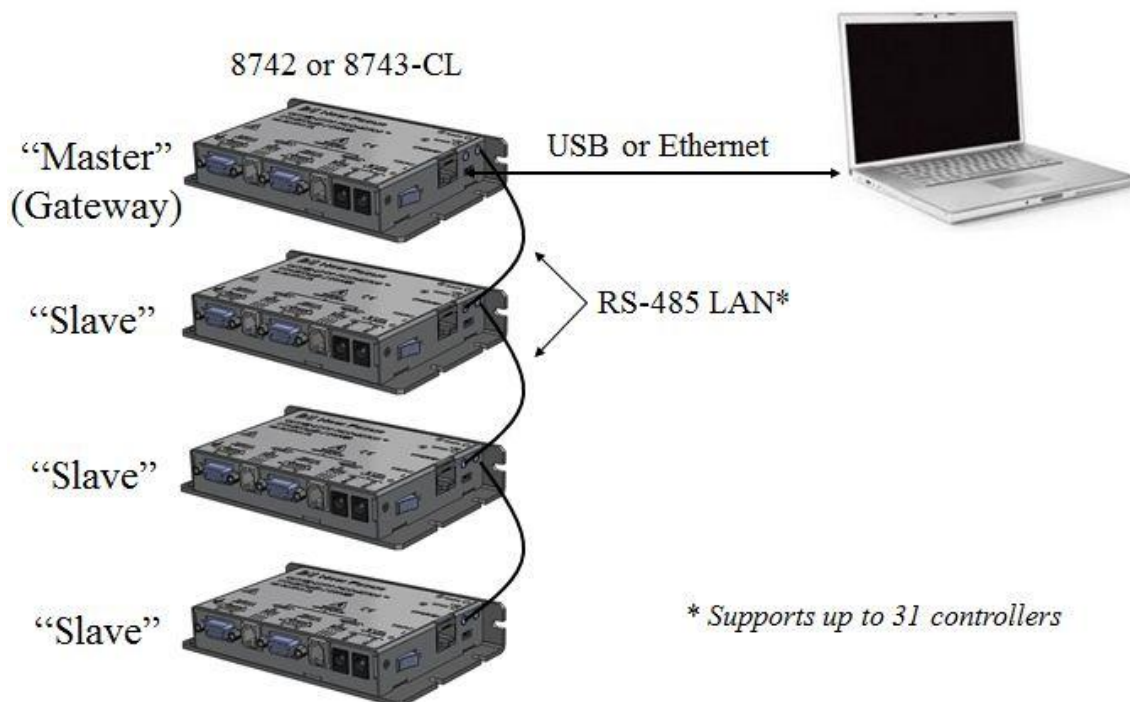 8742 or 8743-CL
“Master”
(Gateway)
USB or Ethernet
“Slave”
RS-485 LAN*
“Slave”
“Slave”
* Supports up to 31 controllers